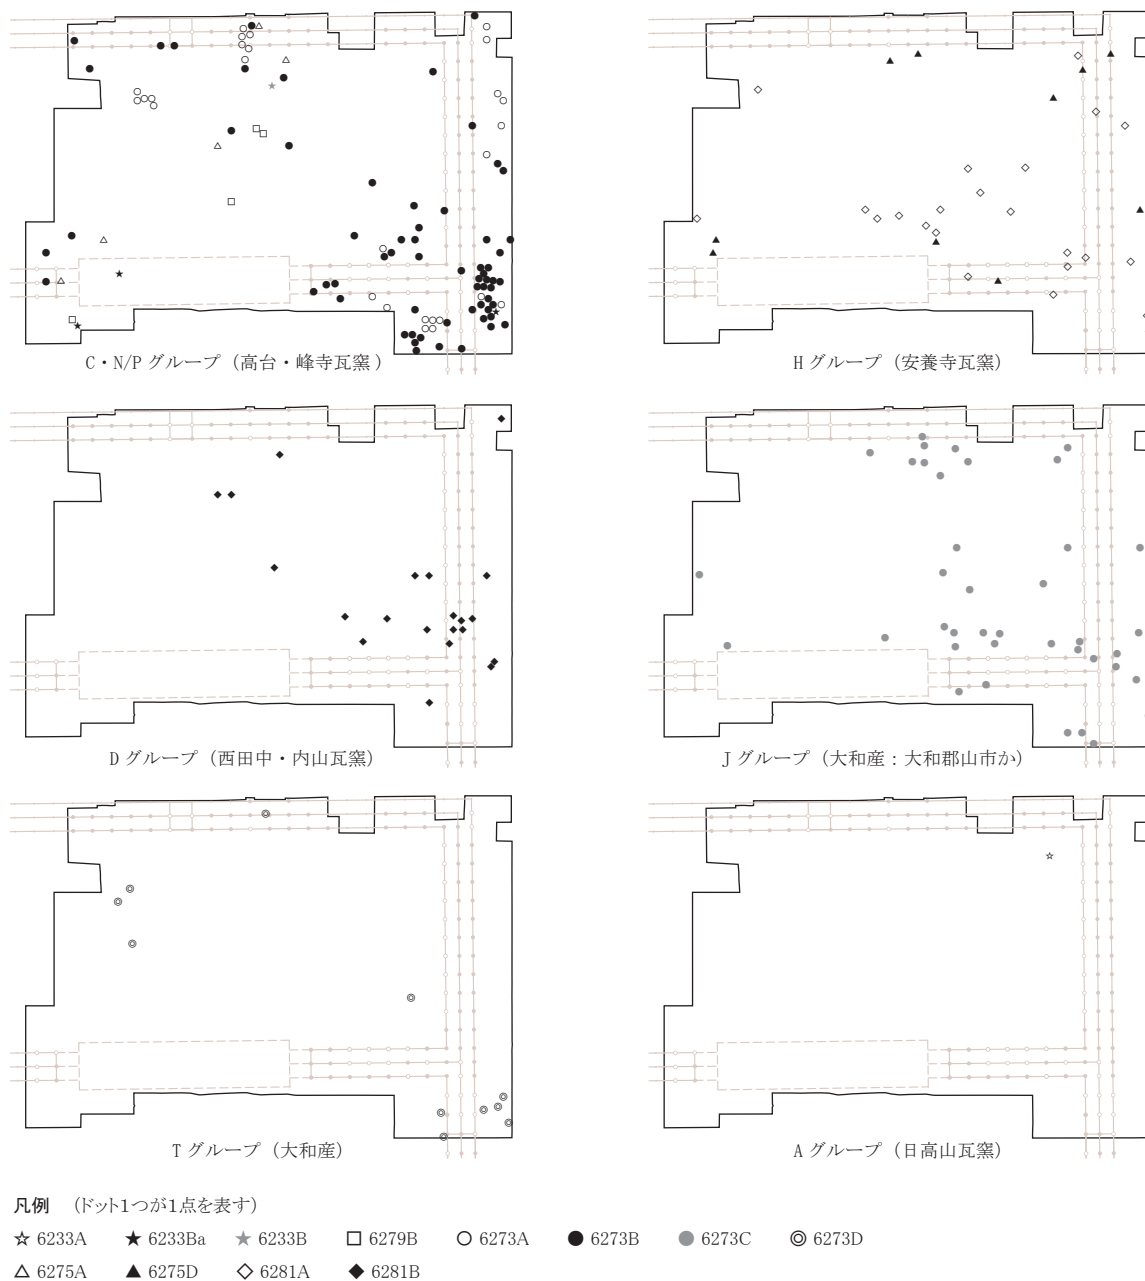 C・N/P グループ（高台・峰寺瓦窯）
H グループ（安養寺瓦窯）
D グループ（西田中・内山瓦窯）
J グループ（大和産：大和郡山市か）
T グループ（大和産）
A グループ（日高山瓦窯）
凡例 （ドット1つが1点を表す）
☆ 6233A ★ 6233Ba ★ 6233B □ 6279B ○ 6273A ● 6273B ● 6273C ◎ 6273D
△ 6275A ▲ 6275D ◇ 6281A ◆ 6281B